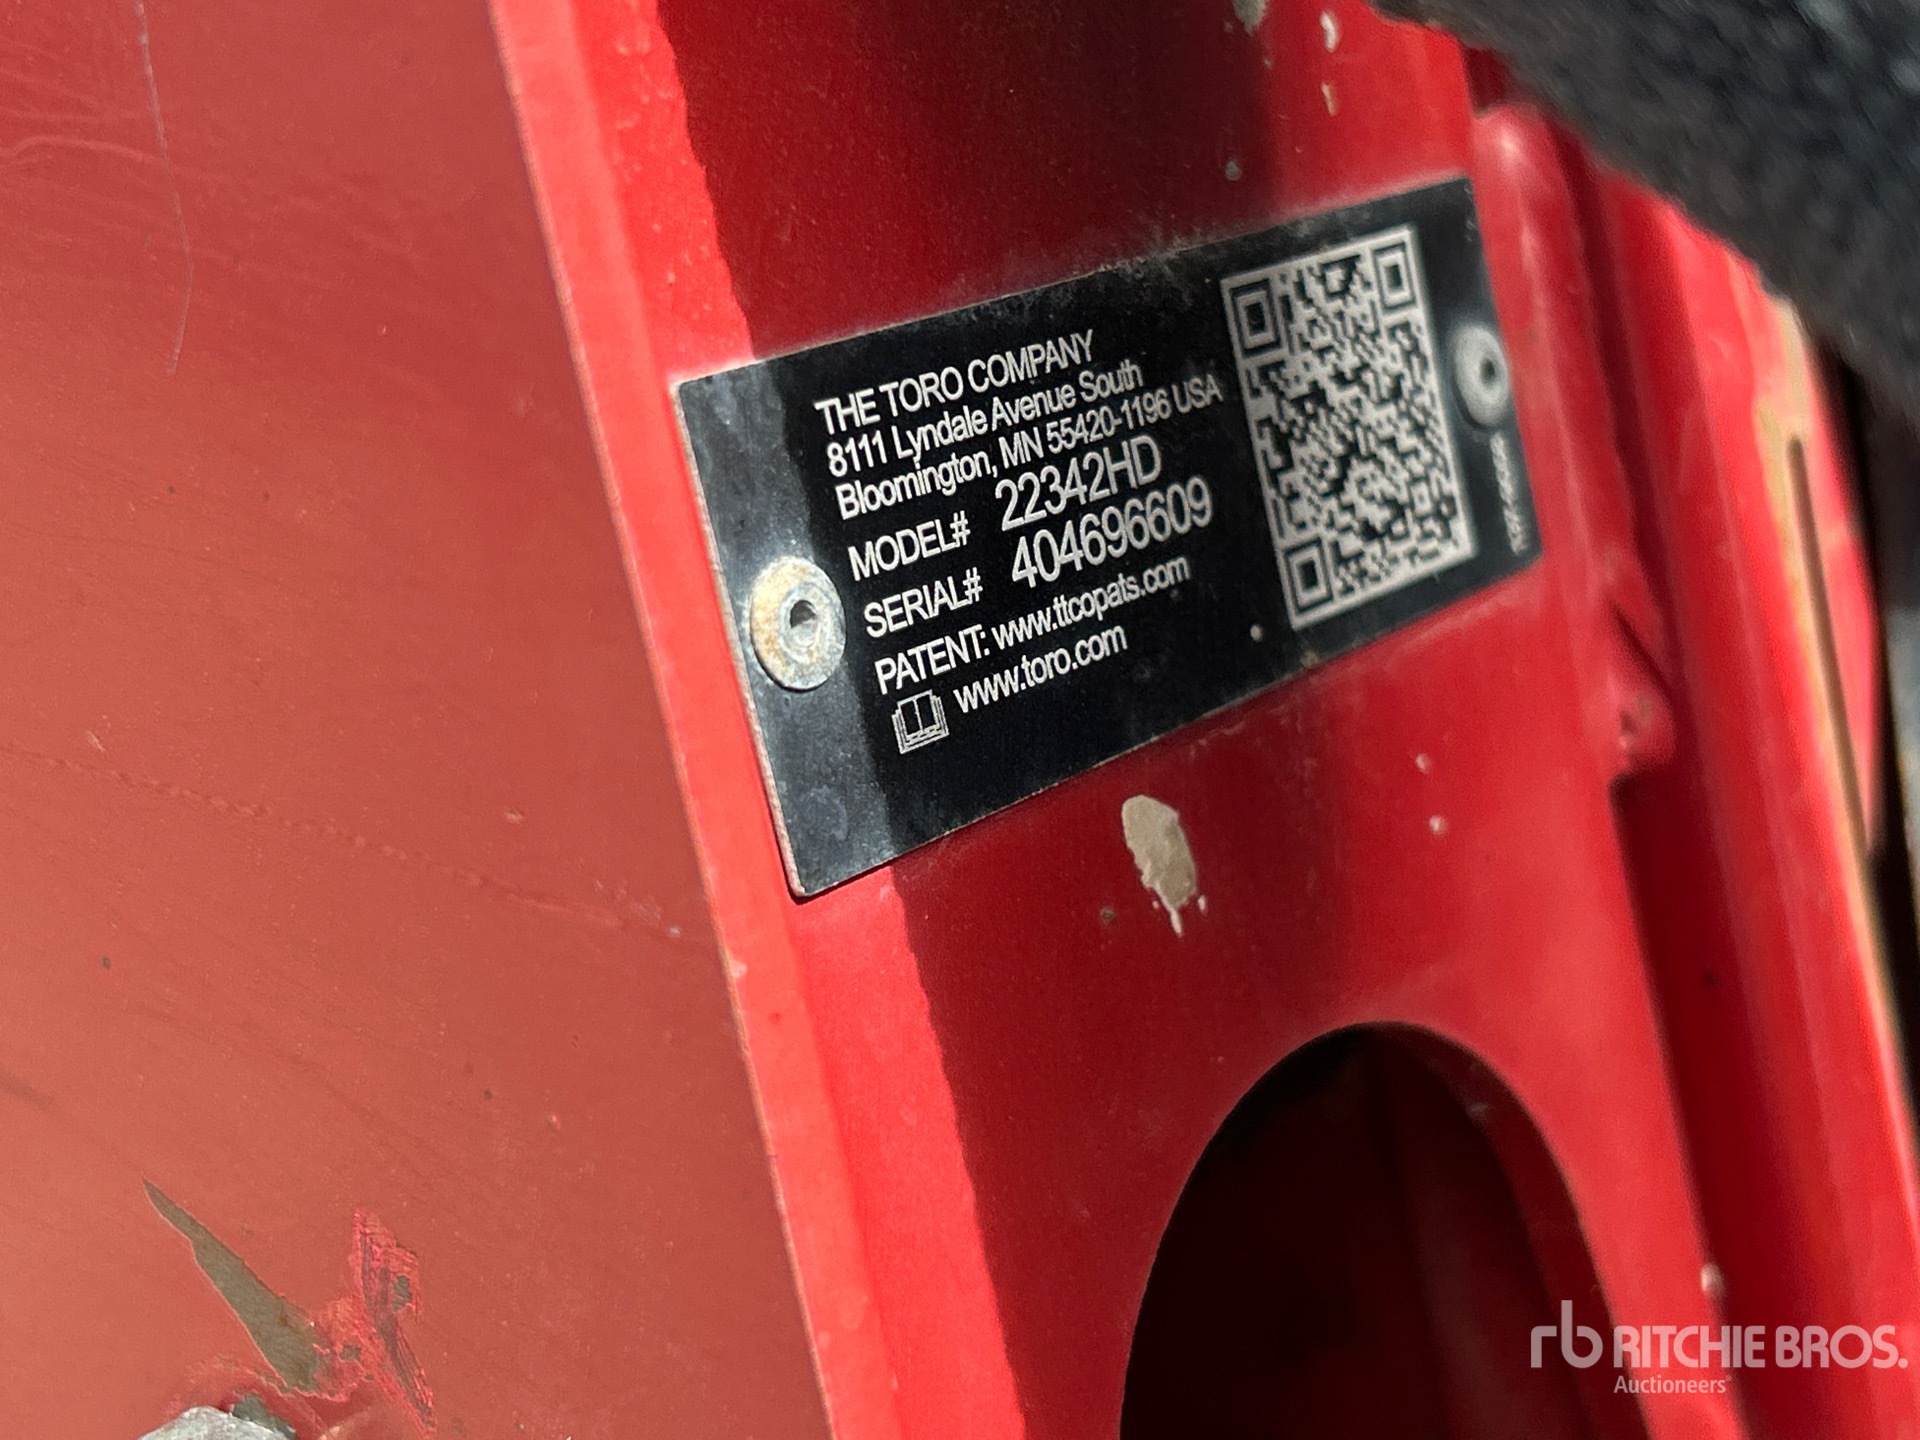 THE TORO COMPANY
8111 Lyndale Avenue South
Bloomington, MN 55420-1196 USA
MODEL# 22342HD
SERIAL# 404696609
PATENT: www.ttcopats.com
www.toro.com
rb RITCHIE BROS.
Auctioneers